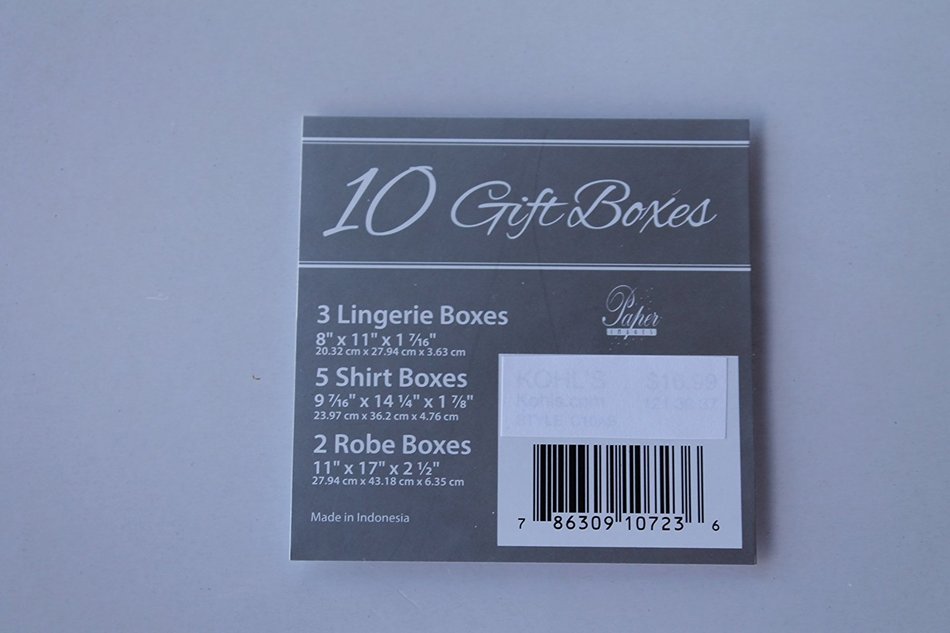 10 Gift Boxes
3 Lingerie Boxes
8" x 11" x 1 7/16"
20.32 cm x 27.94 cm x 3.63 cm
5 Shirt Boxes
9 7/16" x 14 1/4" x 1 7/8"
23.97 cm x 36.2 cm x 4.76 cm
2 Robe Boxes
11" x 17" x 2 1/2"
27.94 cm x 43.18 cm x 6.35 cm
Made in Indonesia
Paper
KOHL'S $16.99
Kohls.com
STYLE
7 86309 10723 6